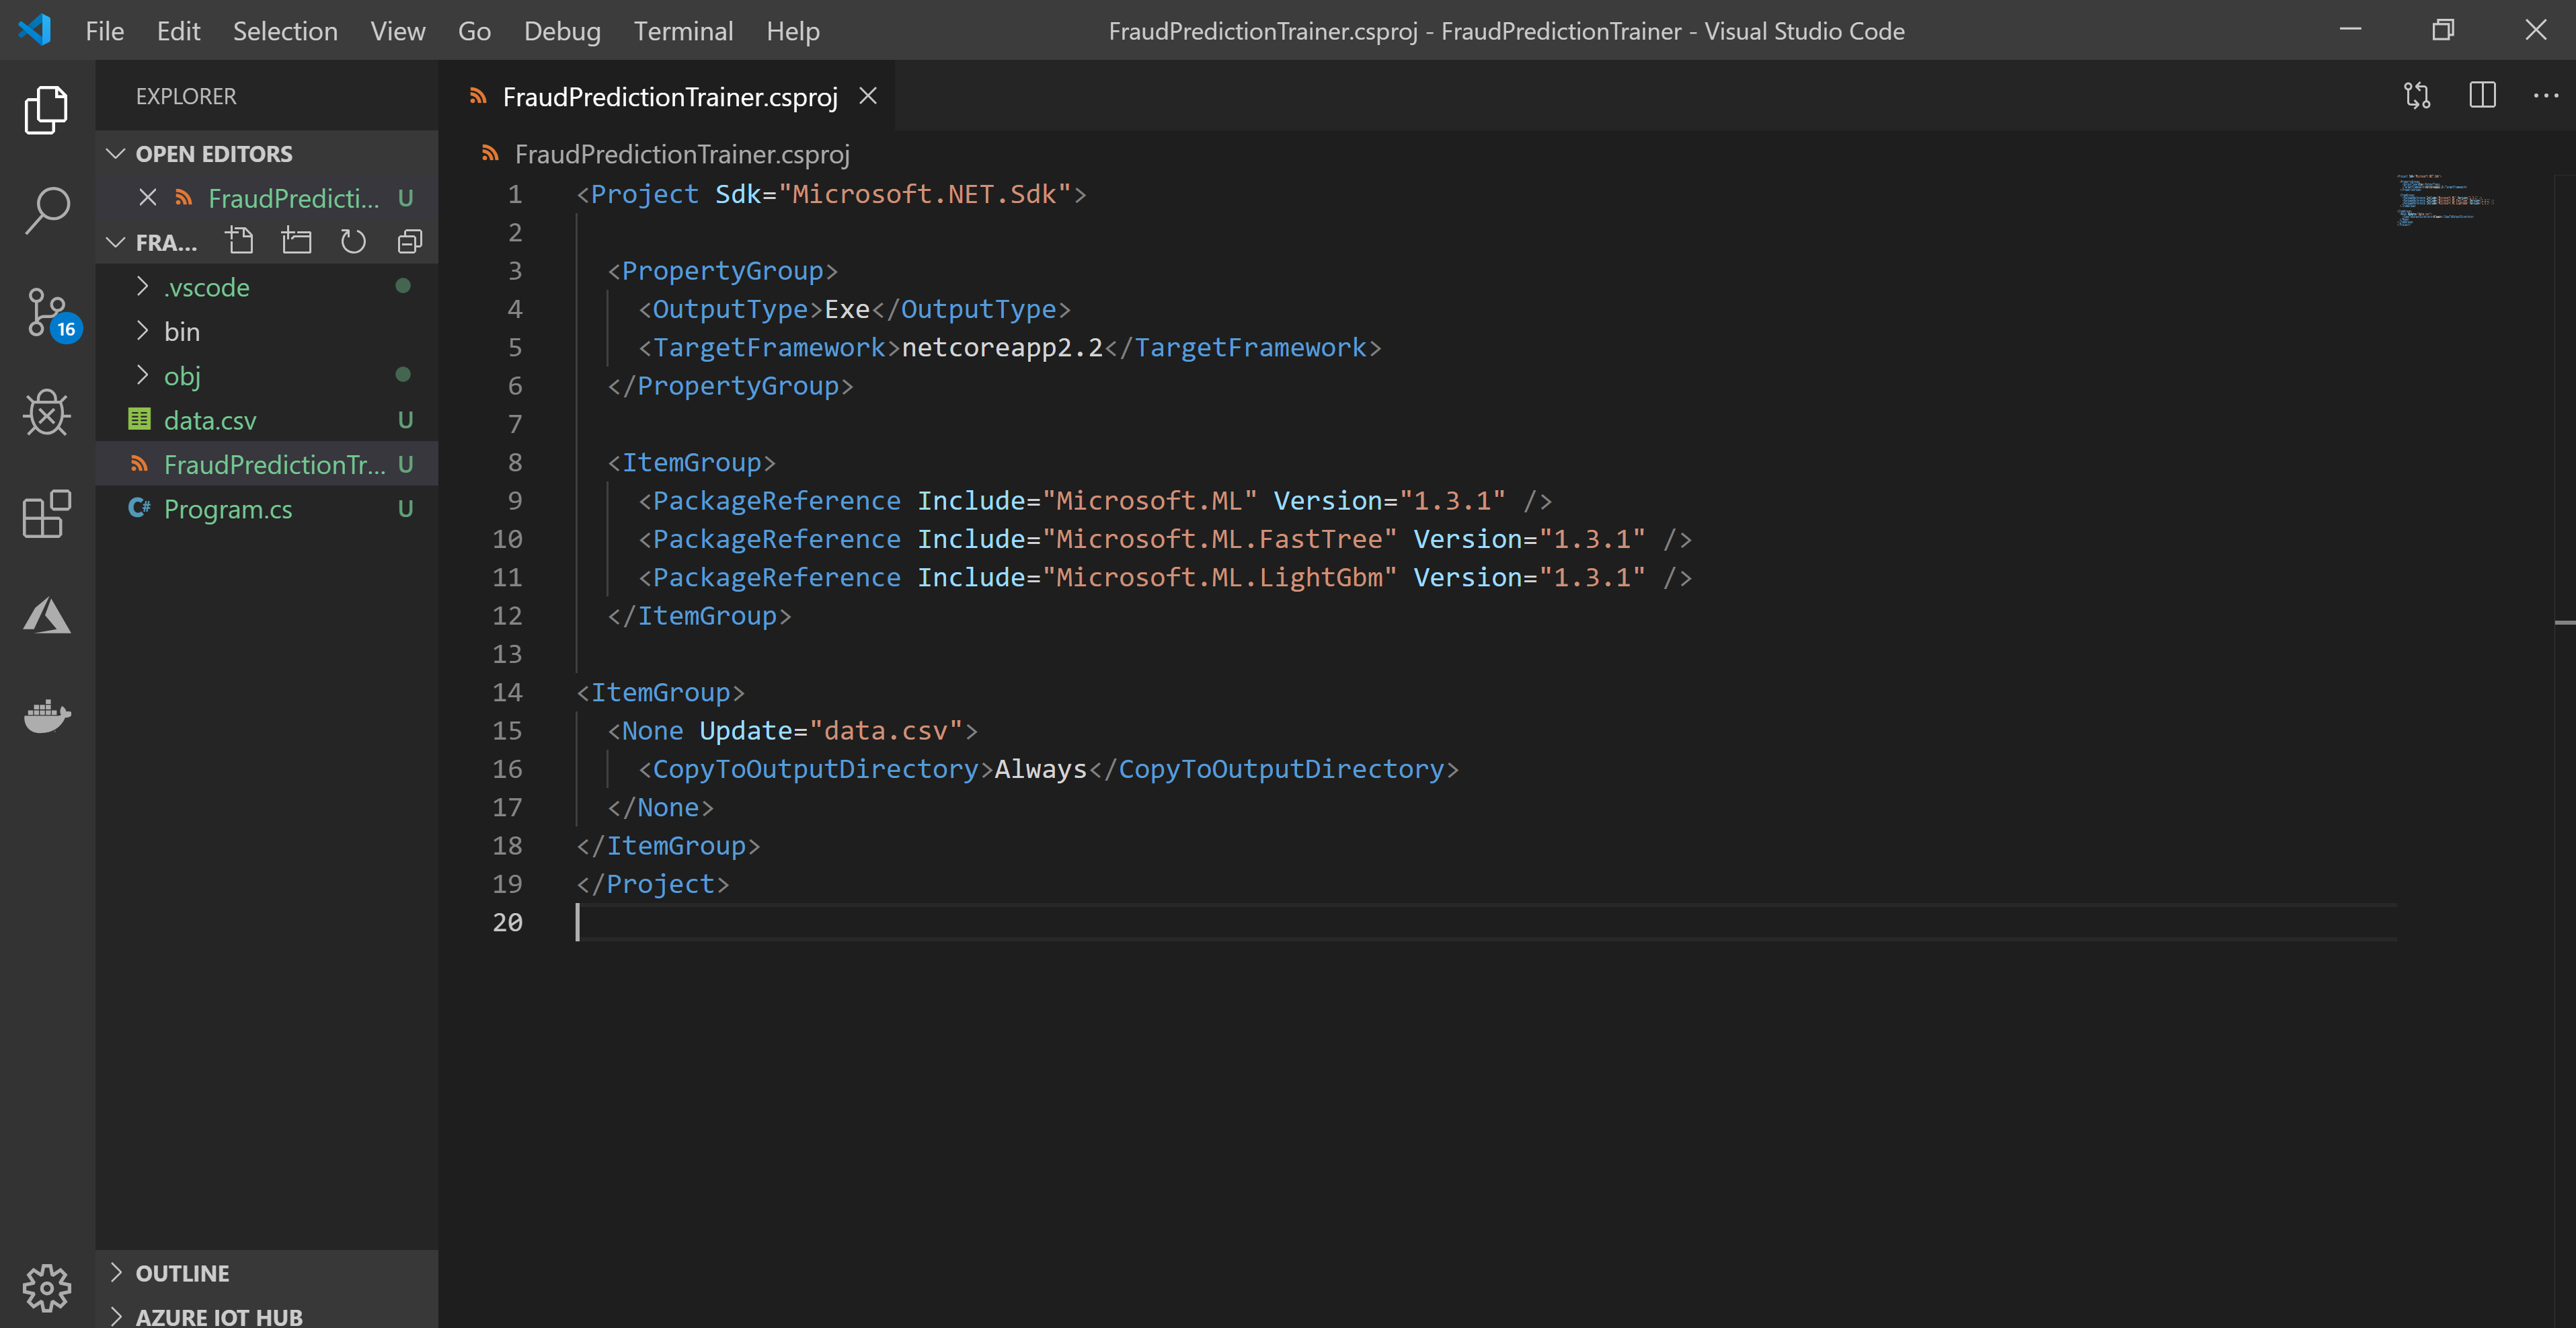 File Edit Selection View Go Debug Terminal Help
FraudPredictionTrainer.csproj - FraudPredictionTrainer - Visual Studio Code
EXPLORER
OPEN EDITORS
FraudPredicti... U
FRA...
.vscode
bin
obj
data.csv U
FraudPredictionTr... U
Program.cs U
16
OUTLINE
AZURE IOT HUB
FraudPredictionTrainer.csproj
FraudPredictionTrainer.csproj
1 <Project Sdk="Microsoft.NET.Sdk">
2
3   <PropertyGroup>
4     <OutputType>Exe</OutputType>
5     <TargetFramework>netcoreapp2.2</TargetFramework>
6   </PropertyGroup>
7
8   <ItemGroup>
9     <PackageReference Include="Microsoft.ML" Version="1.3.1" />
10     <PackageReference Include="Microsoft.ML.FastTree" Version="1.3.1" />
11     <PackageReference Include="Microsoft.ML.LightGbm" Version="1.3.1" />
12   </ItemGroup>
13
14 <ItemGroup>
15   <None Update="data.csv">
16     <CopyToOutputDirectory>Always</CopyToOutputDirectory>
17   </None>
18 </ItemGroup>
19 </Project>
20